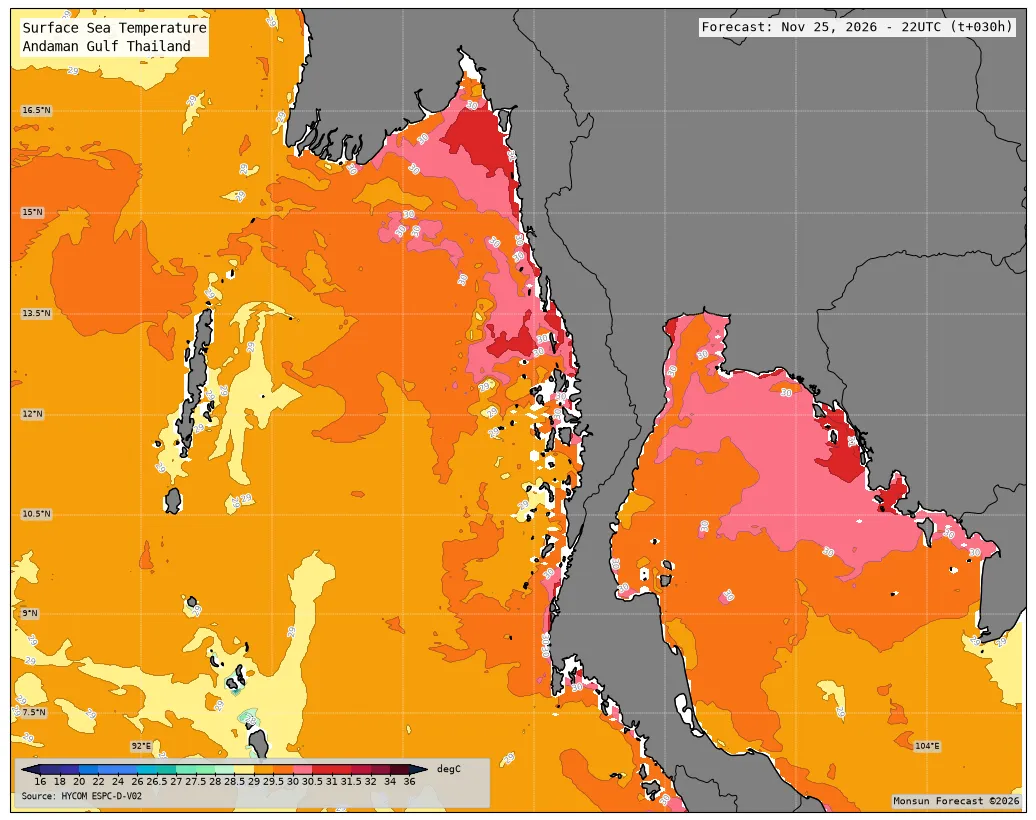 Surface Sea Temperature
Andaman Gulf Thailand
Forecast: Nov 25, 2026 - 22UTC (t+030h)
16.5°N
15°N
13.5°N
12°N
10.5°N
9°N
7.5°N
92°E
104°E
degC
16 18 20 22 24 26 26.5 27 27.5 28 28.5 29 29.5 30 30.5 31 31.5 32 33 34 36
Source: HYCOM ESPC-D-V02
Monsun Forecast ©2026